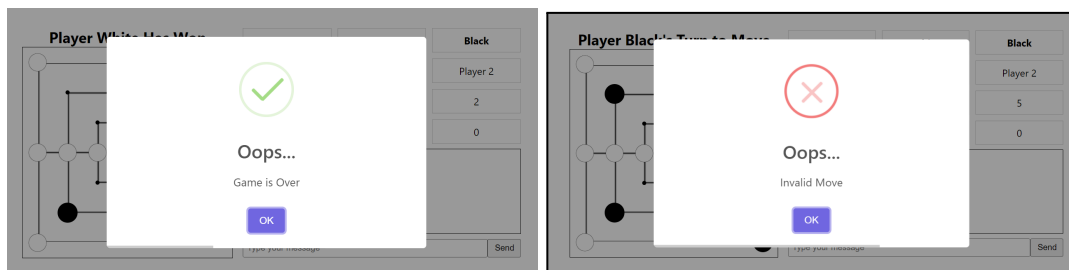 Player White Has Won
Black
Player 2
2
0
Oops...
Game is Over
OK
Type your message
Send
Player Black's Turn to Move
Black
Player 2
5
0
Oops...
Invalid Move
OK
Type your message
Send